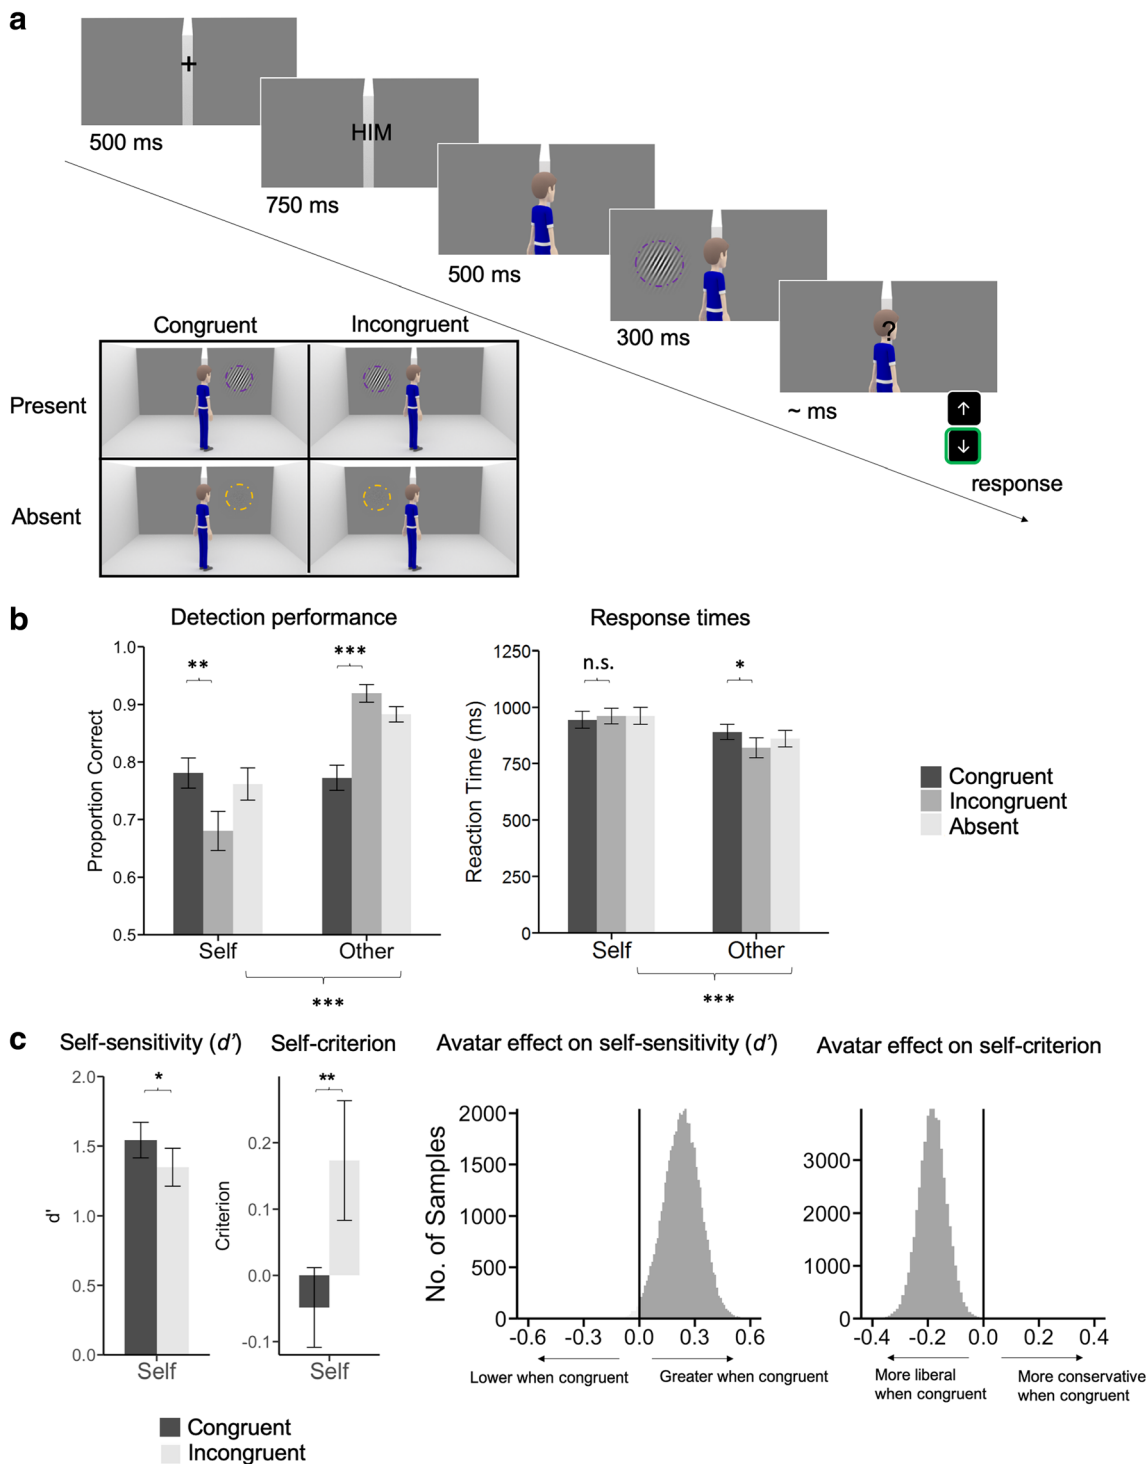 a
+
500 ms
HIM
750 ms
500 ms
300 ms
?
~ ms
↑
↓
response
Congruent Incongruent
Present
Absent
b
Detection performance
Proportion Correct
1.0
0.9
0.8
0.7
0.6
0.5
** ***
Self Other
***
Response times
Reaction Time (ms)
1250
1000
750
500
250
0
n.s. *
Self Other
***
Congruent
Incongruent
Absent
c
Self-sensitivity (d')
d'
2.0
1.5
1.0
0.5
0.0
*
Self
Self-criterion
Criterion
0.2
0.1
0.0
-0.1
**
Self
Congruent
Incongruent
Avatar effect on self-sensitivity (d')
No. of Samples
2000
1500
1000
500
0
-0.6 -0.3 0.0 0.3 0.6
Lower when congruent Greater when congruent
Avatar effect on self-criterion
3000
2000
1000
0
-0.4 -0.2 0.0 0.2 0.4
More liberal
when congruent
More conservative
when congruent